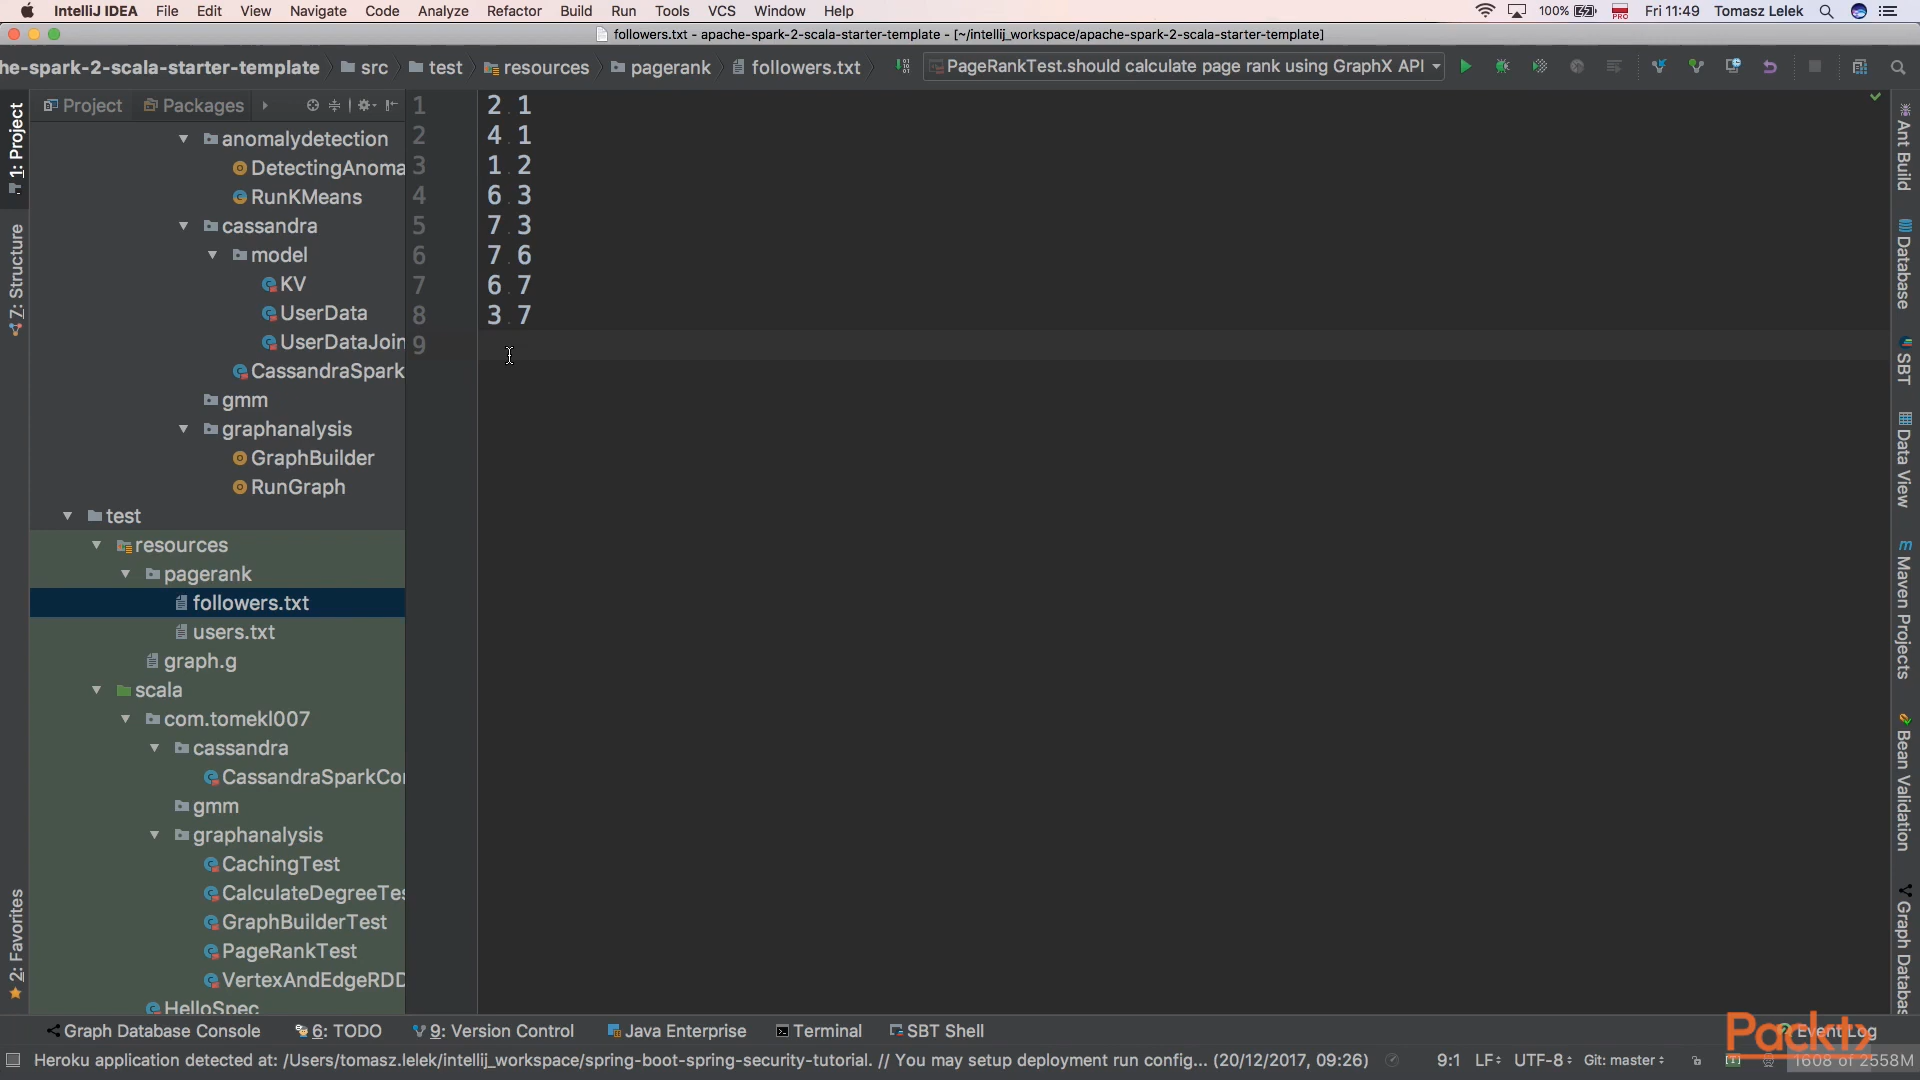 IntelliJ IDEA File Edit View Navigate Code Analyze Refactor Build Run Tools VCS Window Help 100% PRO Fri 11:49 Tomasz Lelek
followers.txt - apache-spark-2-scala-starter-template - [~/intellij_workspace/apache-spark-2-scala-starter-template]
he-spark-2-scala-starter-template src test resources pagerank followers.txt PageRankTest.should calculate page rank using GraphX API
Project Packages
1: Project
7: Structure
2: Favorites
anomalydetection
DetectingAnoma
RunKMeans
cassandra
model
KV
UserData
UserDataJoin
CassandraSpark
gmm
graphanalysis
GraphBuilder
RunGraph
test
resources
pagerank
followers.txt
users.txt
graph.g
scala
com.tomekl007
cassandra
CassandraSparkCo
gmm
graphanalysis
CachingTest
CalculateDegreeTes
GraphBuilderTest
PageRankTest
VertexAndEdgeRDD
HelloSpec
1 2 1
2 4 1
3 1 2
4 6 3
5 7 3
6 7 6
7 6 7
8 3 7
9
Ant Build
Database
SBT
Data View
Maven Projects
Bean Validation
Graph Databas
Graph Database Console 6: TODO 9: Version Control Java Enterprise Terminal SBT Shell Event Log
Packt
Heroku application detected at: /Users/tomasz.lelek/intellij_workspace/spring-boot-spring-security-tutorial. // You may setup deployment run config... (20/12/2017, 09:26) 9:1 LF UTF-8 Git: master 1608 of 2558M